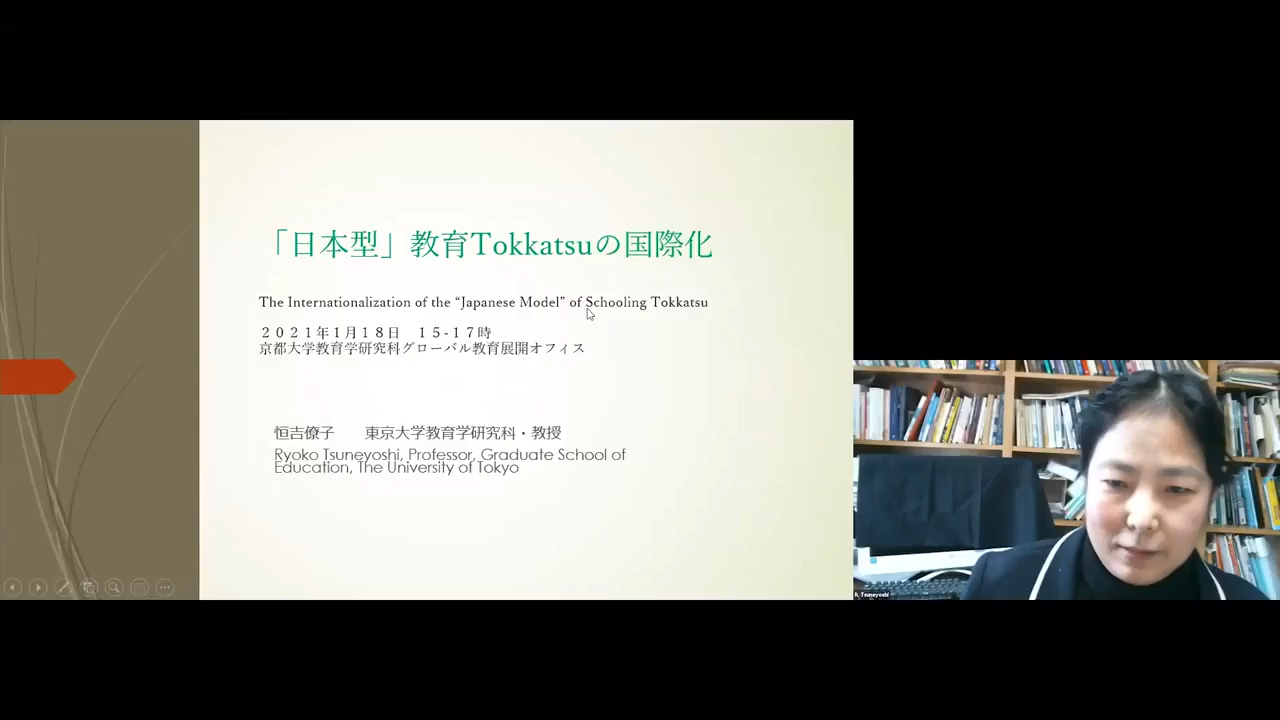 「日本型」教育Tokkatsuの国際化
The Internationalization of the “Japanese Model” of Schooling Tokkatsu
２０２１年１月１８日　１５-１７時
京都大学教育学研究科グローバル教育展開オフィス
恒吉僚子　　東京大学教育学研究科・教授
Ryoko Tsuneyoshi, Professor, Graduate School of
Education, The University of Tokyo
R. Tsuneyoshi